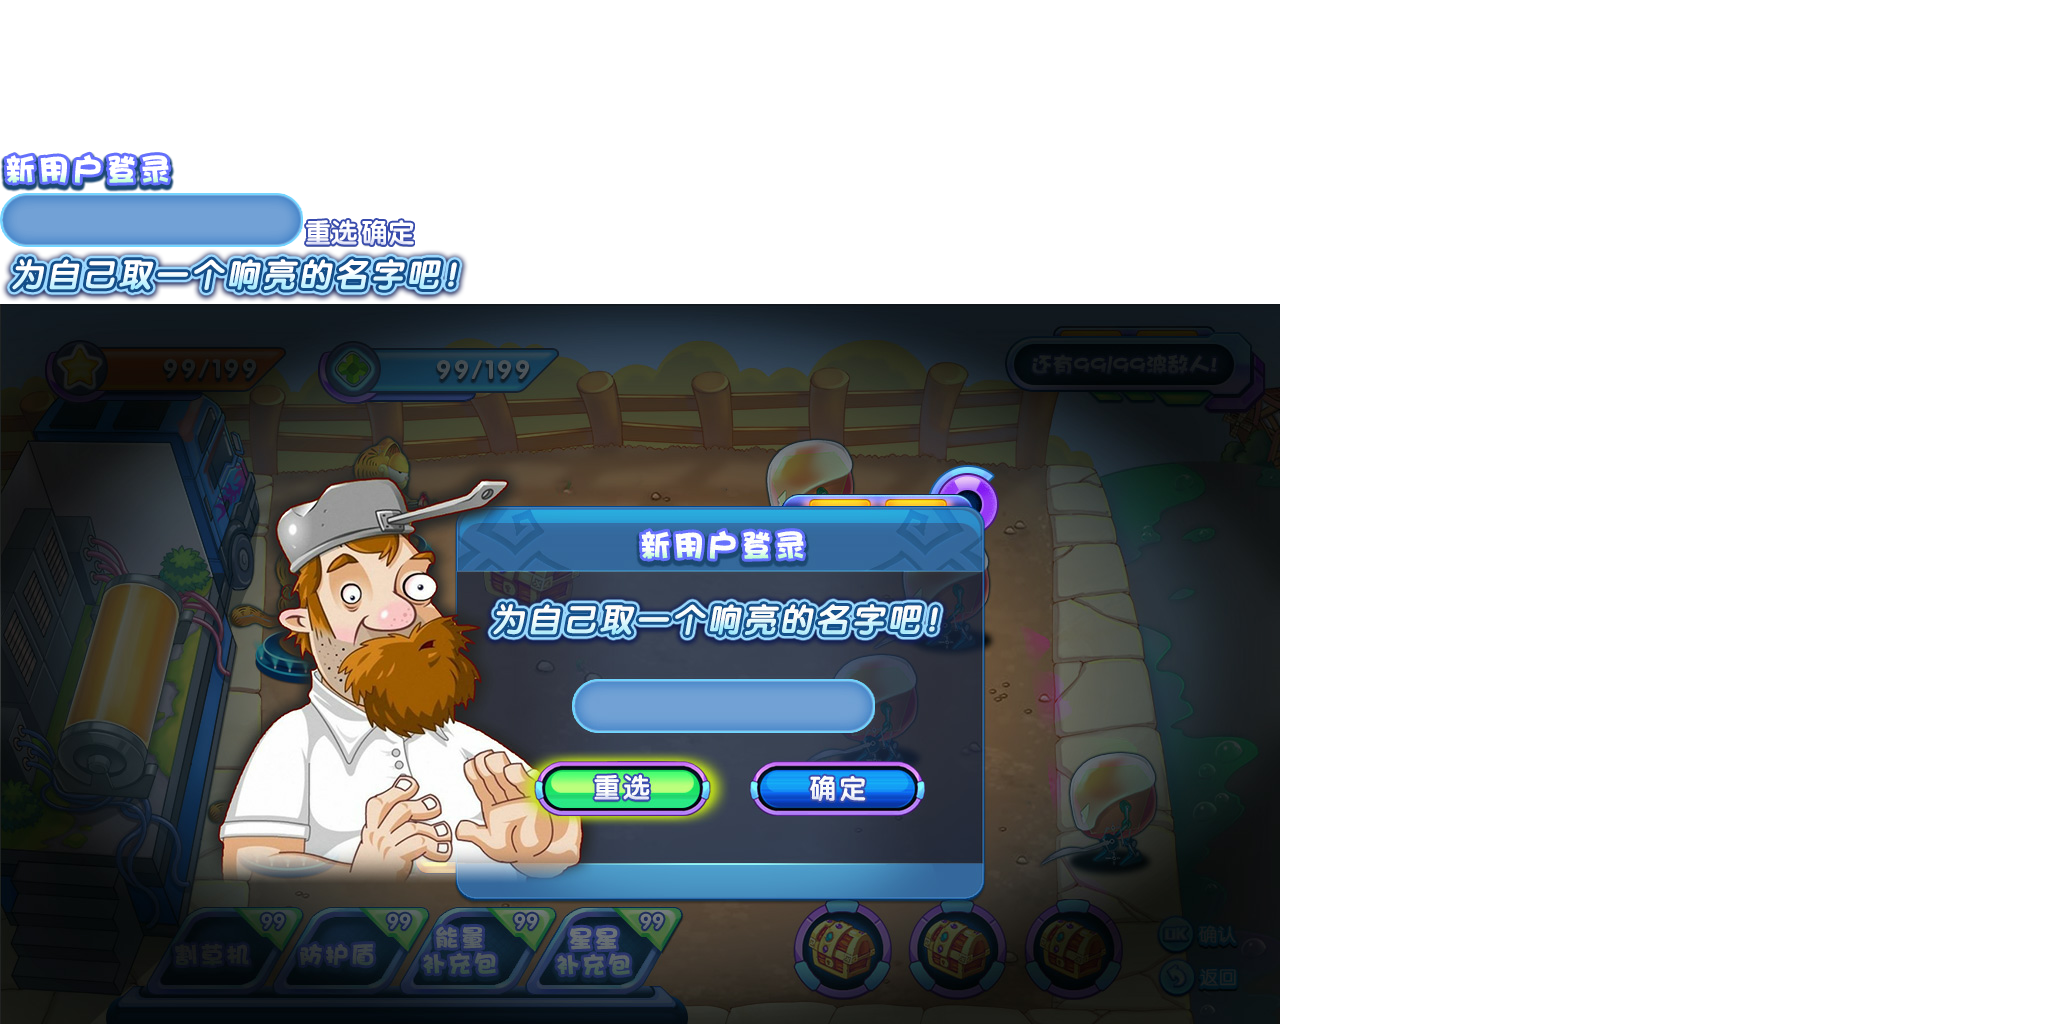 新用户登录
重选 确定
为自己取一个响亮的名字吧！
99/199
99/199
还有99/99波敌人!
新用户登录
为自己取一个响亮的名字吧！
重选
确定
99
99
99
99
割草机
防护盾
能量
补充包
星星
补充包
OK 确认
返回